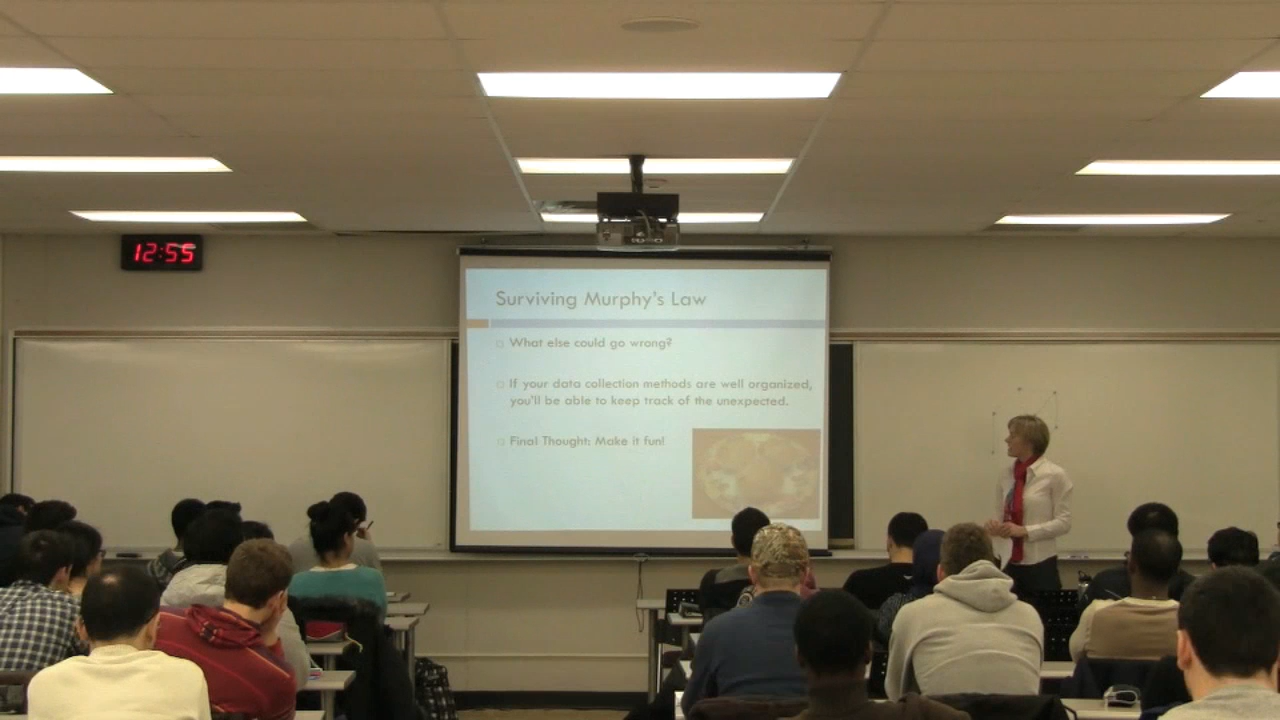 12:55
Surviving Murphy's Law
What else could go wrong?
If your data collection methods are well organized,
you'll be able to keep track of the unexpected.
Final Thought: Make it fun!